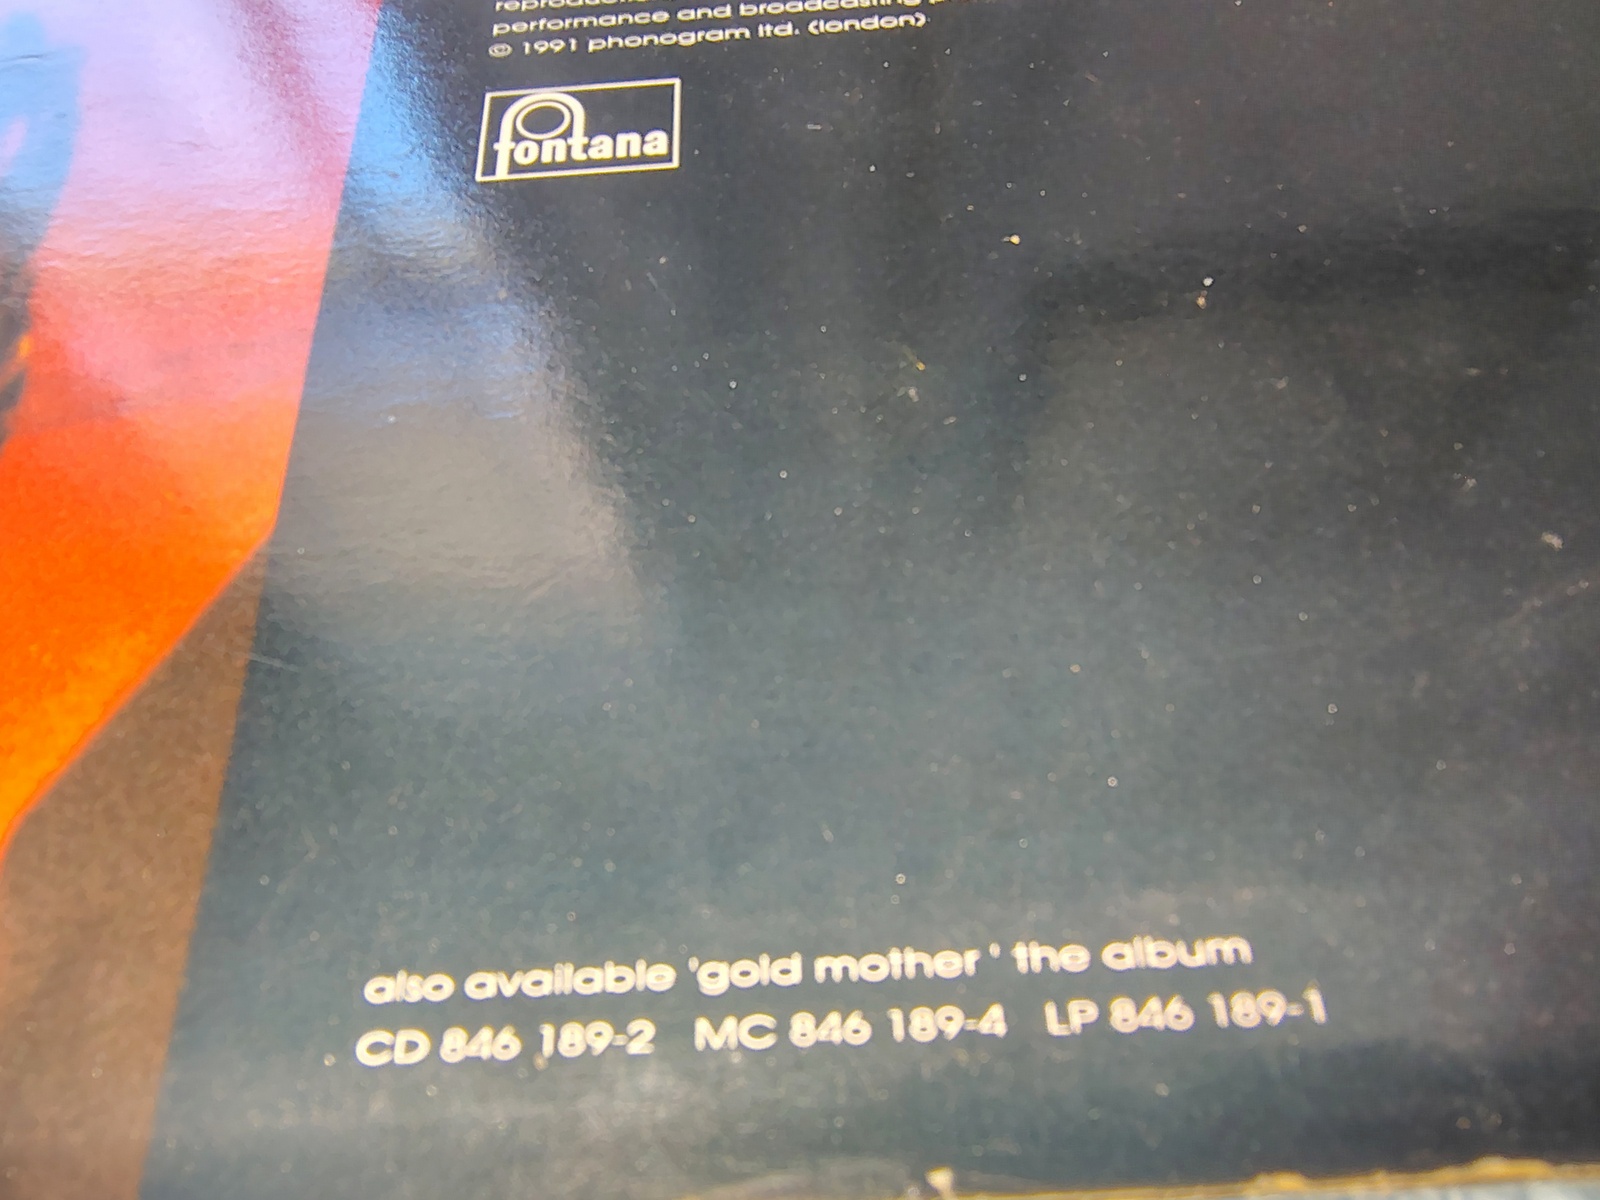 performance and broadcasting
© 1991 phonogram ltd. (london)
fontana
also available 'gold mother' the album
CD 846 189-2 MC 846 189-4 LP 846 189-1